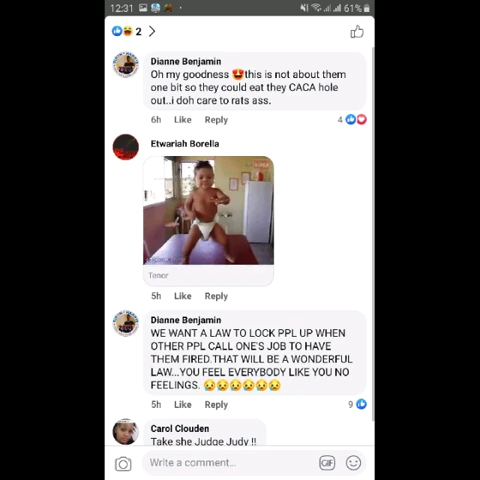 12:31
61%
2
Dianne Benjamin
Oh my goodness 😍this is not about them
one bit so they could eat they CACA hole
out..i doh care to rats ass.
6h Like Reply 4
Etwariah Borella
Tenor
5h Like Reply
Dianne Benjamin
WE WANT A LAW TO LOCK PPL UP WHEN
OTHER PPL CALL ONE'S JOB TO HAVE
THEM FIRED.THAT WILL BE A WONDERFUL
LAW...YOU FEEL EVERYBODY LIKE YOU NO
FEELINGS. 😢😢😢😢😢😢
5h Like Reply 9
Carol Clouden
Take she Judge Judy !!
Write a comment...
GIF